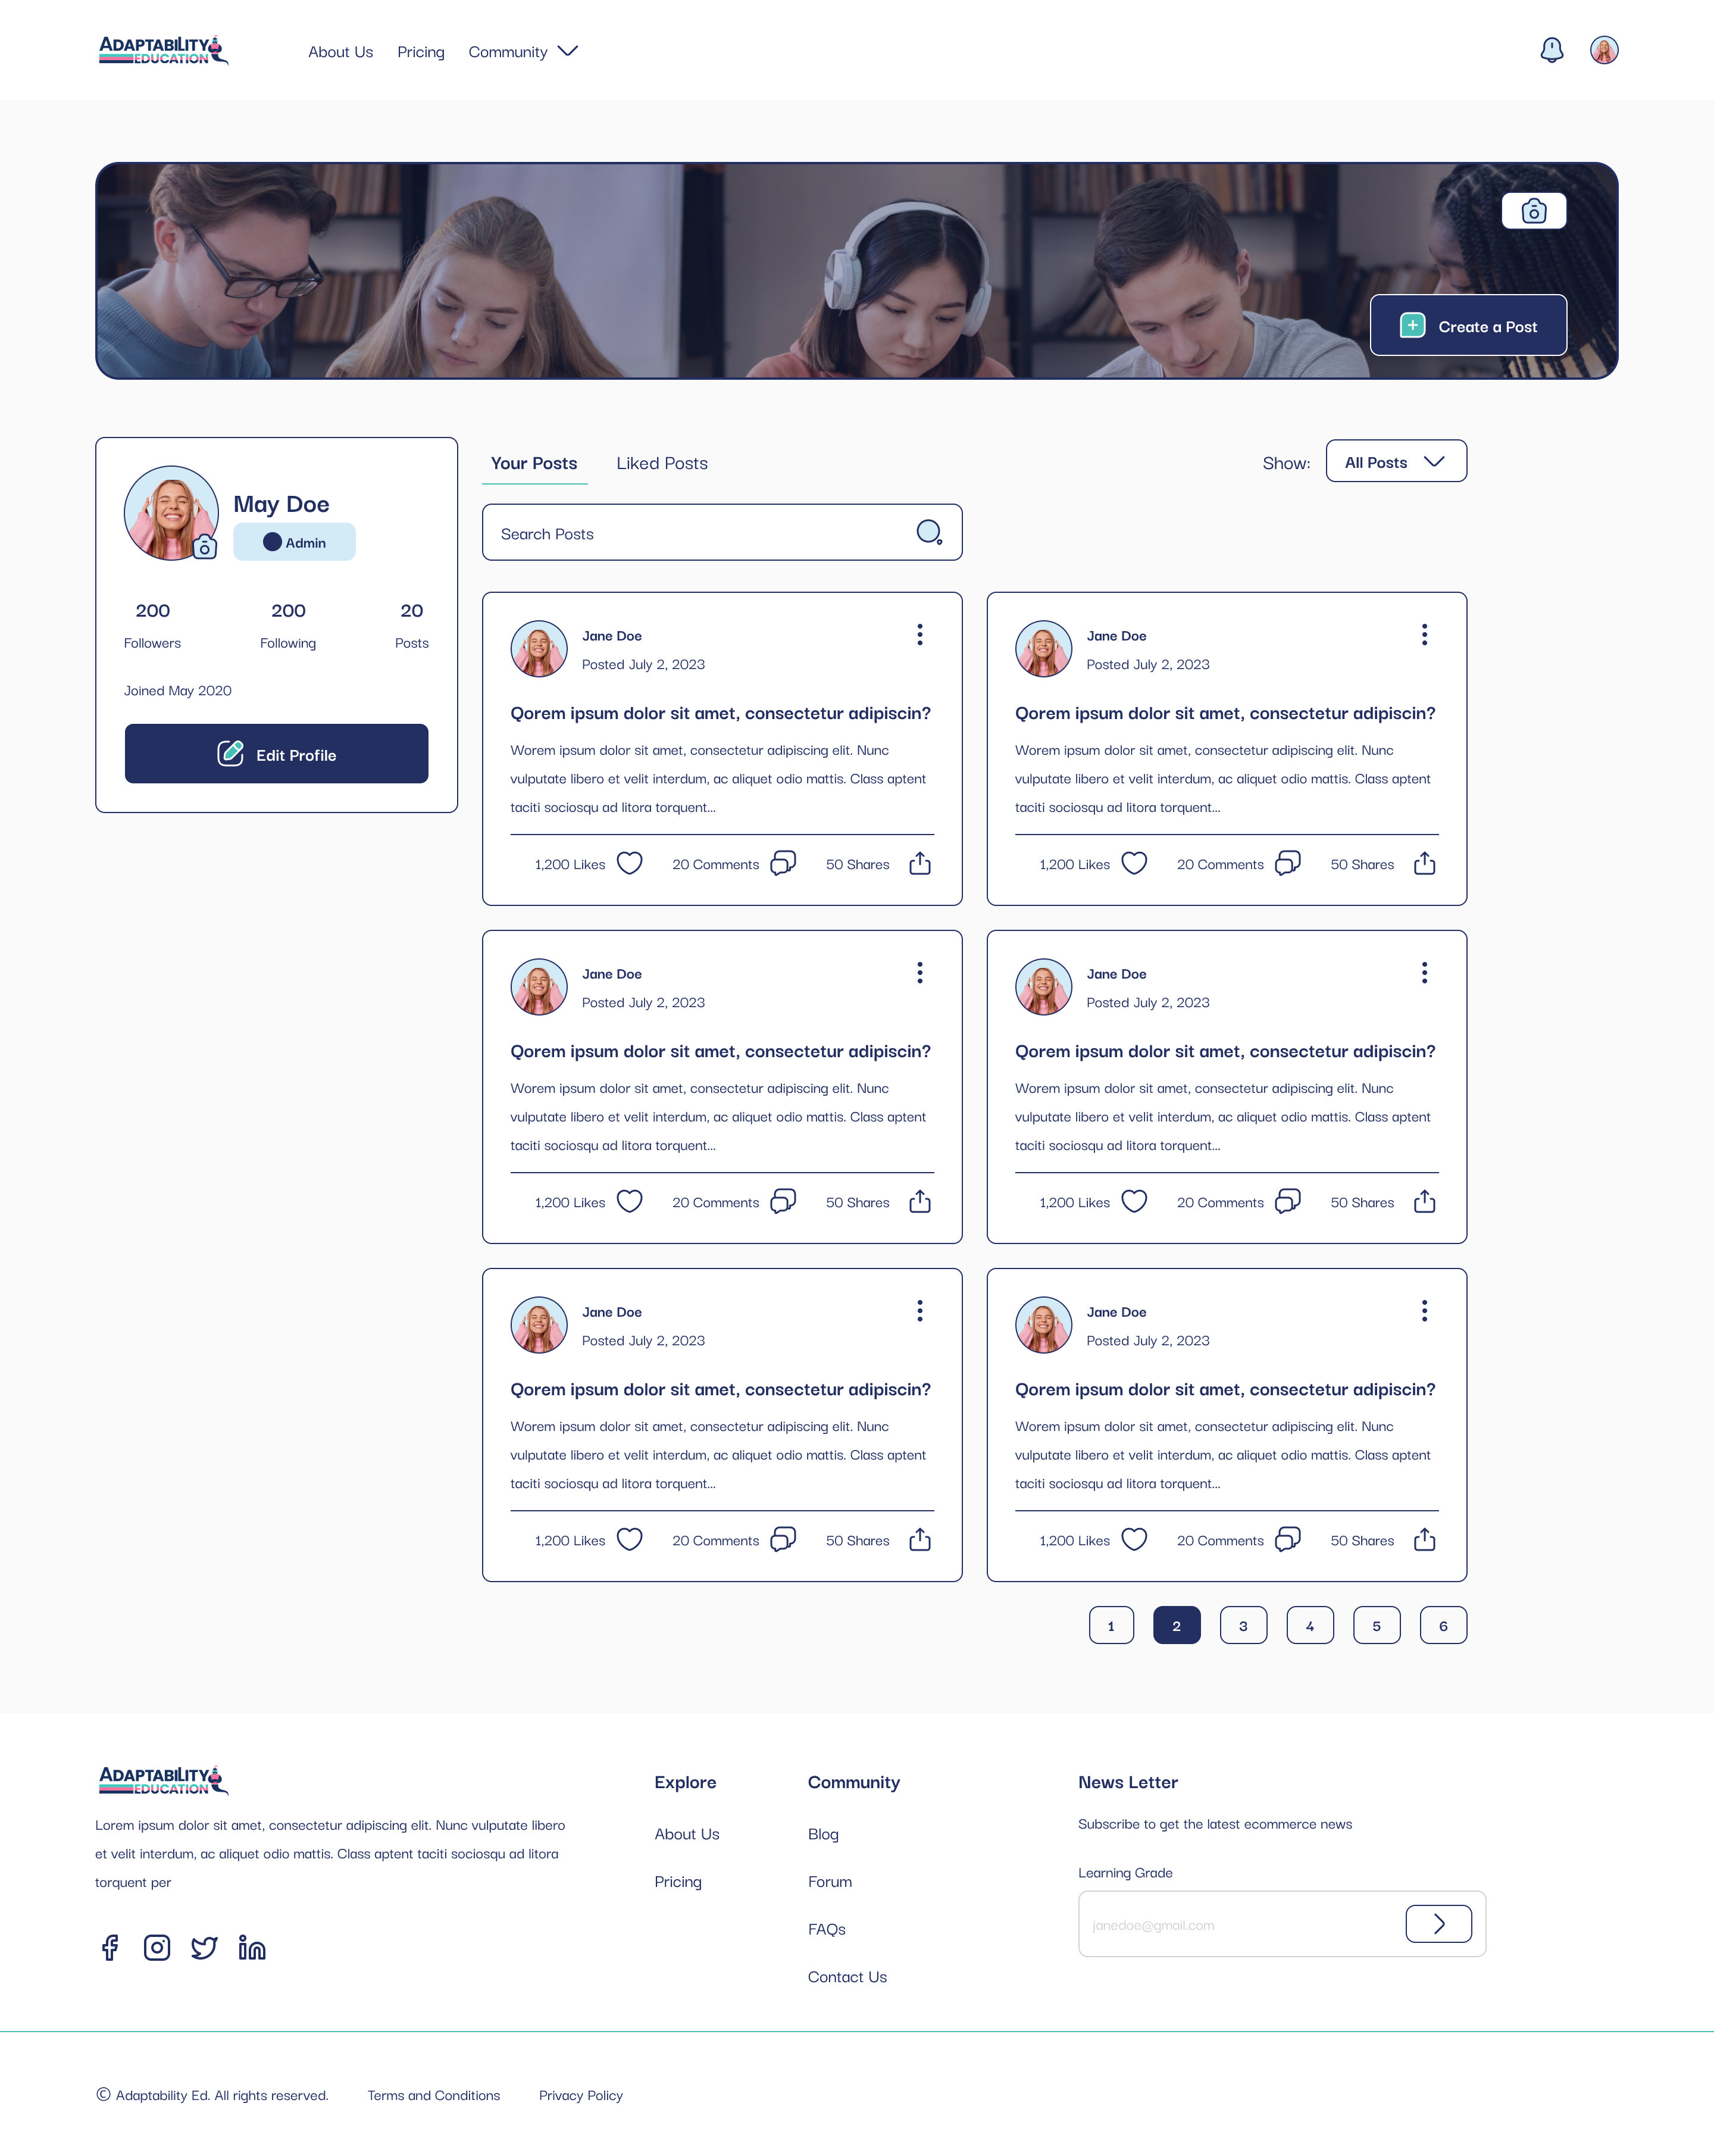 ADAPTABILITY
EDUCATION
About Us
Pricing
Community
Create a Post
May Doe
Admin
200
Followers
200
Following
20
Posts
Joined May 2020
Edit Profile
Your Posts
Liked Posts
Show:
All Posts
Search Posts
Jane Doe
Posted July 2, 2023
Qorem ipsum dolor sit amet, consectetur adipiscin?
Worem ipsum dolor sit amet, consectetur adipiscing elit. Nunc
vulputate libero et velit interdum, ac aliquet odio mattis. Class aptent
taciti sociosqu ad litora torquent...
1,200 Likes
20 Comments
50 Shares
Jane Doe
Posted July 2, 2023
Qorem ipsum dolor sit amet, consectetur adipiscin?
Worem ipsum dolor sit amet, consectetur adipiscing elit. Nunc
vulputate libero et velit interdum, ac aliquet odio mattis. Class aptent
taciti sociosqu ad litora torquent...
1,200 Likes
20 Comments
50 Shares
Jane Doe
Posted July 2, 2023
Qorem ipsum dolor sit amet, consectetur adipiscin?
Worem ipsum dolor sit amet, consectetur adipiscing elit. Nunc
vulputate libero et velit interdum, ac aliquet odio mattis. Class aptent
taciti sociosqu ad litora torquent...
1,200 Likes
20 Comments
50 Shares
Jane Doe
Posted July 2, 2023
Qorem ipsum dolor sit amet, consectetur adipiscin?
Worem ipsum dolor sit amet, consectetur adipiscing elit. Nunc
vulputate libero et velit interdum, ac aliquet odio mattis. Class aptent
taciti sociosqu ad litora torquent...
1,200 Likes
20 Comments
50 Shares
Jane Doe
Posted July 2, 2023
Qorem ipsum dolor sit amet, consectetur adipiscin?
Worem ipsum dolor sit amet, consectetur adipiscing elit. Nunc
vulputate libero et velit interdum, ac aliquet odio mattis. Class aptent
taciti sociosqu ad litora torquent...
1,200 Likes
20 Comments
50 Shares
Jane Doe
Posted July 2, 2023
Qorem ipsum dolor sit amet, consectetur adipiscin?
Worem ipsum dolor sit amet, consectetur adipiscing elit. Nunc
vulputate libero et velit interdum, ac aliquet odio mattis. Class aptent
taciti sociosqu ad litora torquent...
1,200 Likes
20 Comments
50 Shares
1
2
3
4
5
6
ADAPTABILITY
EDUCATION
Lorem ipsum dolor sit amet, consectetur adipiscing elit. Nunc vulputate libero
et velit interdum, ac aliquet odio mattis. Class aptent taciti sociosqu ad litora
torquent per
Explore
About Us
Pricing
Community
Blog
Forum
FAQs
Contact Us
News Letter
Subscribe to get the latest ecommerce news
Learning Grade
janedoe@gmail.com
© Adaptability Ed. All rights reserved.
Terms and Conditions
Privacy Policy